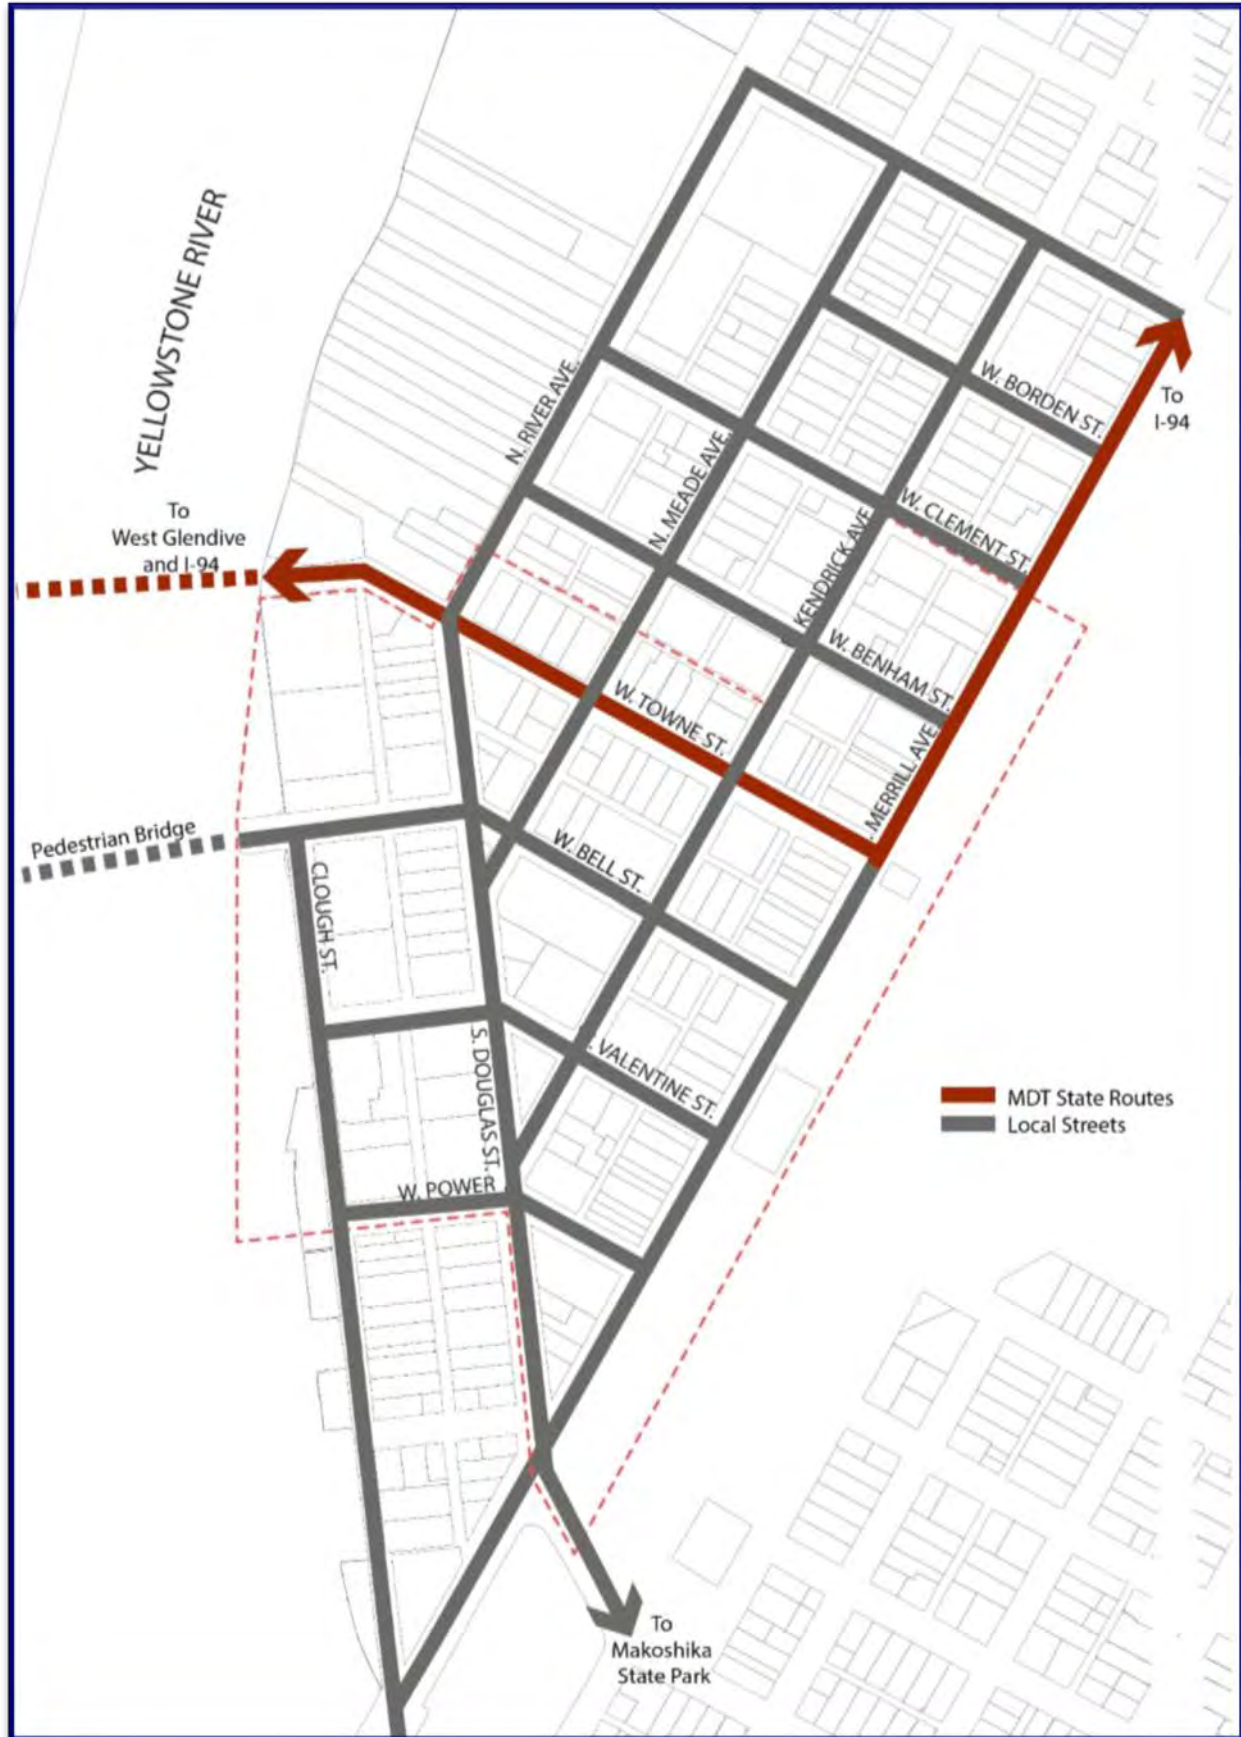 YELLOWSTONE RIVER
To
West Glendive
and I-94
N. RIVER AVE.
N. MEADE AVE.
KENDRICK AVE
W. BORDEN ST.
To
I-94
W. CLEMENT ST.
W. BENHAM ST.
W. TOWNE ST.
MERRILL AVE.
Pedestrian Bridge
W. BELL ST.
CLOUGH ST.
S. DOUGLAS ST.
VALENTINE ST.
W. POWER
MDT State Routes
Local Streets
To
Makoshika
State Park